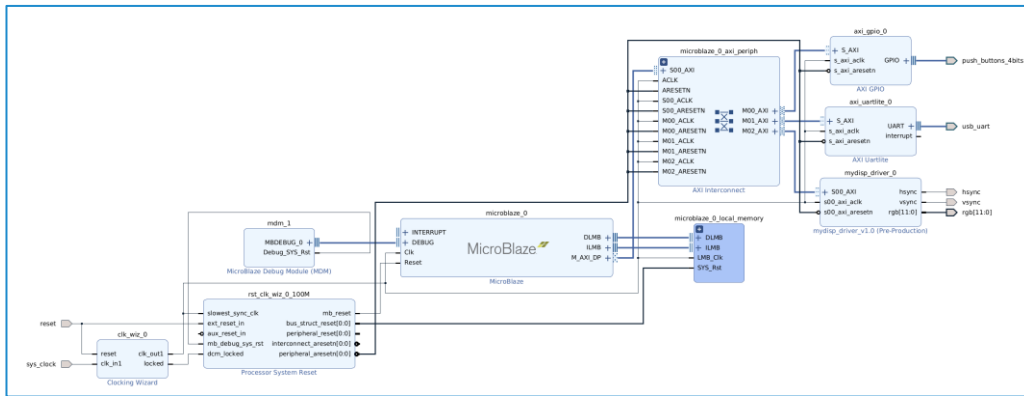 axi_gpio_0
S_AXI
s_axi_aclk
s_axi_aresetn
GPIO
AXI GPIO
push_buttons_4bits
microblaze_0_axi_periph
S00_AXI
ACLK
ARESETN
S00_ACLK
S00_ARESETN
M00_ACLK
M00_ARESETN
M01_ACLK
M01_ARESETN
M02_ACLK
M02_ARESETN
M00_AXI
M01_AXI
M02_AXI
AXI Interconnect
axi_uartlite_0
S_AXI
s_axi_aclk
s_axi_aresetn
UART
interrupt
AXI Uartlite
usb_uart
mydisp_driver_0
S00_AXI
s00_axi_aclk
s00_axi_aresetn
hsync
vsync
rgb[11:0]
mydisp_driver_v1.0 (Pre-Production)
hsync
vsync
rgb[11:0]
mdm_1
MBDEBUG_0
Debug_SYS_Rst
MicroBlaze Debug Module (MDM)
microblaze_0
INTERRUPT
DEBUG
Clk
Reset
MicroBlaze
DLMB
ILMB
M_AXI_DP
MicroBlaze
microblaze_0_local_memory
DLMB
ILMB
LMB_Clk
SYS_Rst
rst_clk_wiz_0_100M
slowest_sync_clk
ext_reset_in
aux_reset_in
mb_debug_sys_rst
dcm_locked
mb_reset
bus_struct_reset[0:0]
peripheral_reset[0:0]
interconnect_aresetn[0:0]
peripheral_aresetn[0:0]
Processor System Reset
reset
sys_clock
clk_wiz_0
reset
clk_in1
clk_out1
locked
Clocking Wizard